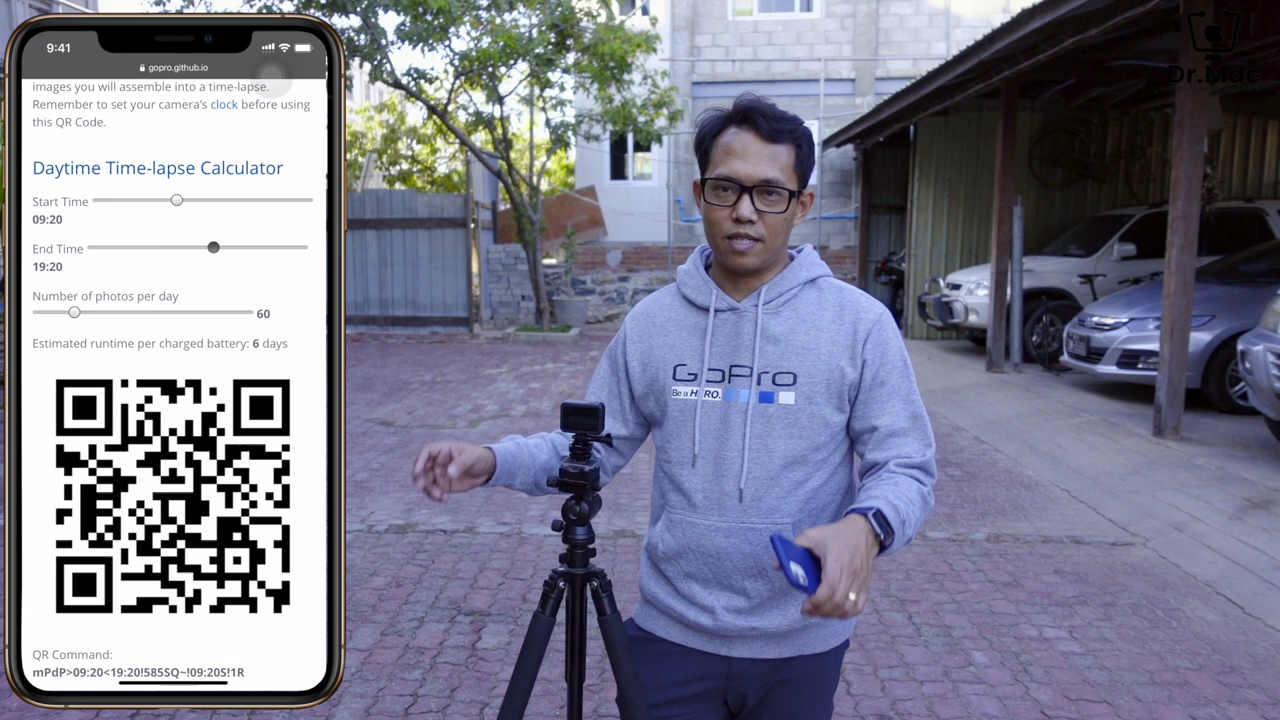 9:41
gopro.github.io
images you will assemble into a time-lapse.
Remember to set your camera's clock before using
this QR Code.
Daytime Time-lapse Calculator
Start Time
09:20
End Time
19:20
Number of photos per day
60
Estimated runtime per charged battery: 6 days
QR Command:
mPdP>09:20<19:20!585SQ~!09:20S!1R
GoPro
Be a HERO.
Dr.Mac